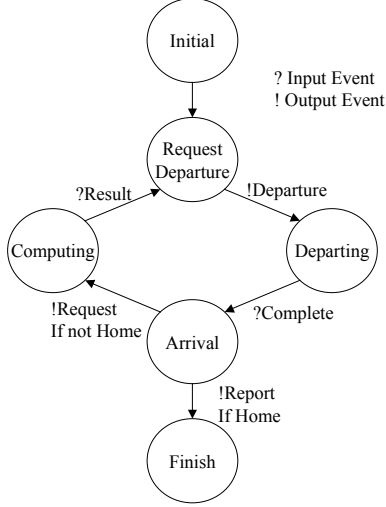 Initial
? Input Event
! Output Event
Request
Departure
?Result
!Departure
Computing
Departing
!Request
If not Home
?Complete
Arrival
!Report
If Home
Finish